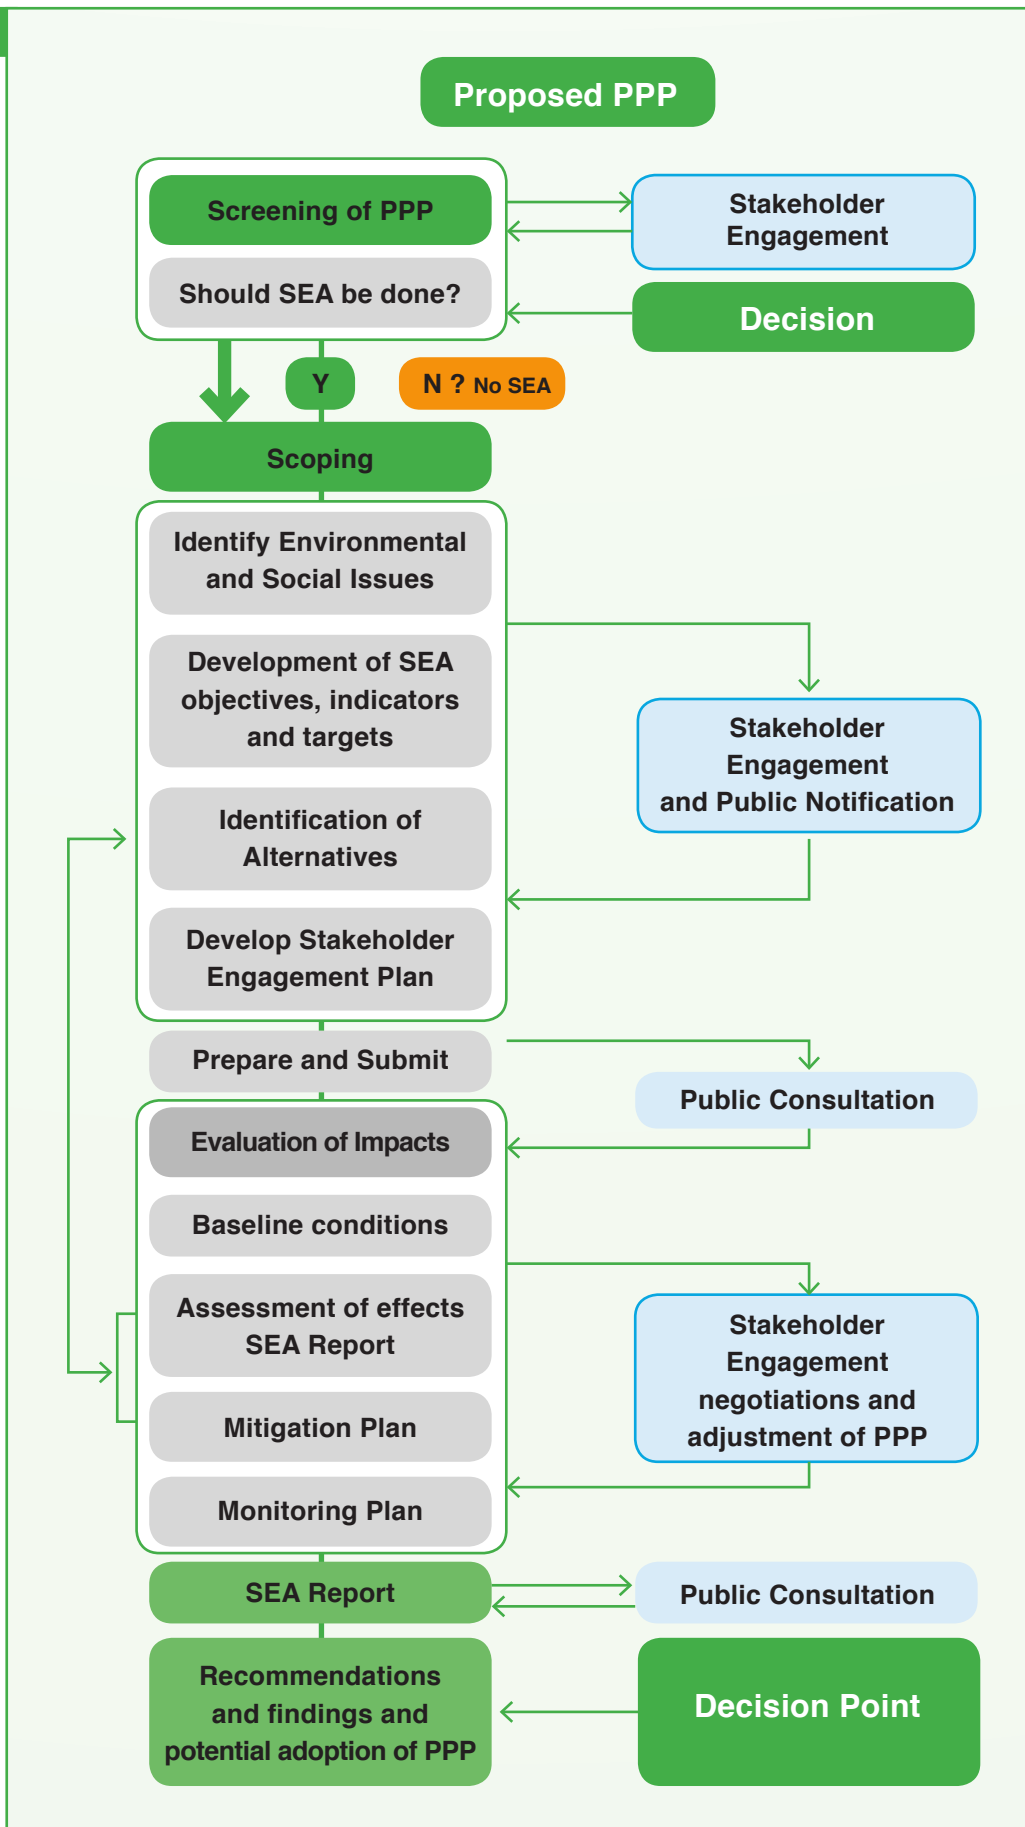 Proposed PPP
Screening of PPP
Stakeholder
Engagement
Should SEA be done?
Decision
Y
N ? No SEA
Scoping
Identify Environmental
and Social Issues
Development of SEA
objectives, indicators
and targets
Stakeholder
Engagement
and Public Notification
Identification of
Alternatives
Develop Stakeholder
Engagement Plan
Prepare and Submit
Public Consultation
Evaluation of Impacts
Baseline conditions
Assessment of effects
SEA Report
Stakeholder
Engagement
negotiations and
adjustment of PPP
Mitigation Plan
Monitoring Plan
SEA Report
Public Consultation
Recommendations
and findings and
potential adoption of PPP
Decision Point